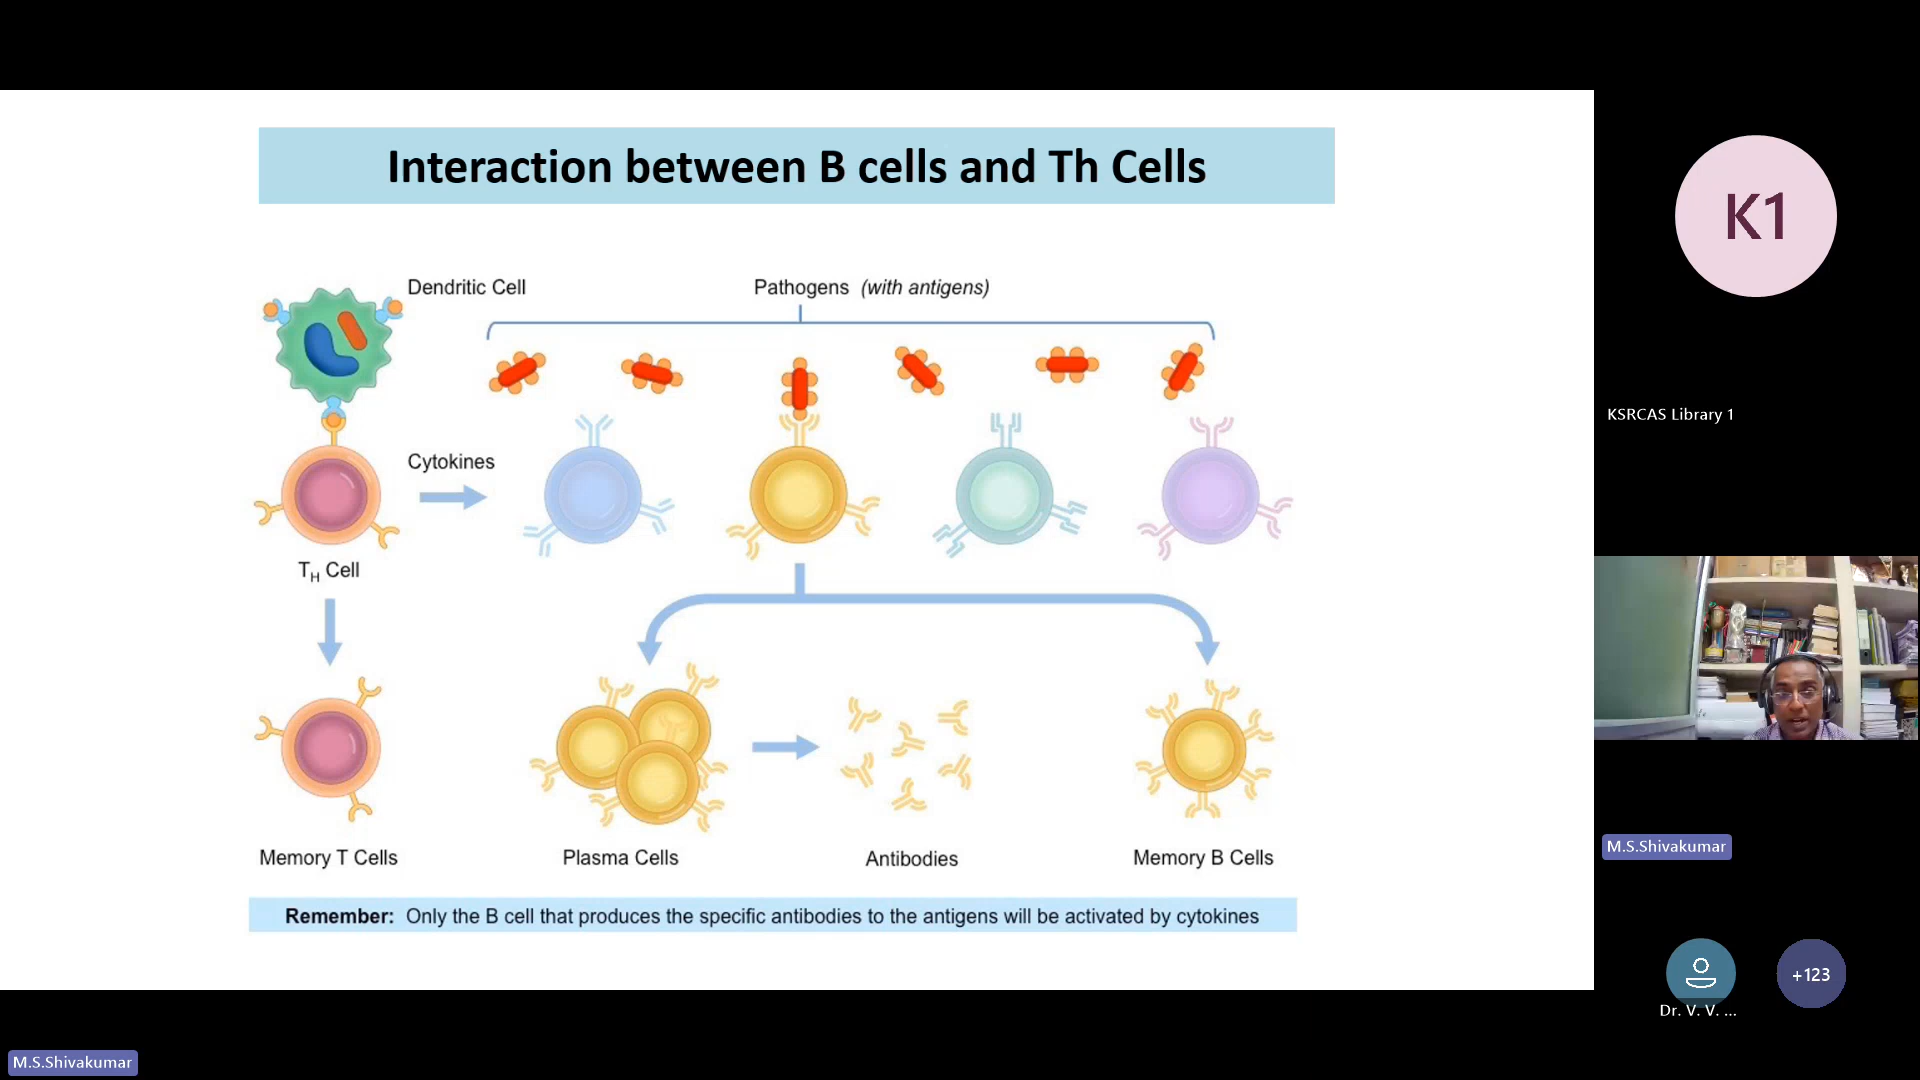 Interaction between B cells and Th Cells
Dendritic Cell
Pathogens (with antigens)
Cytokines
TH Cell
Memory T Cells
Plasma Cells
Antibodies
Memory B Cells
Remember: Only the B cell that produces the specific antibodies to the antigens will be activated by cytokines
K1
KSRCAS Library 1
M.S.Shivakumar
+123
Dr. V. V. ...
M.S.Shivakumar